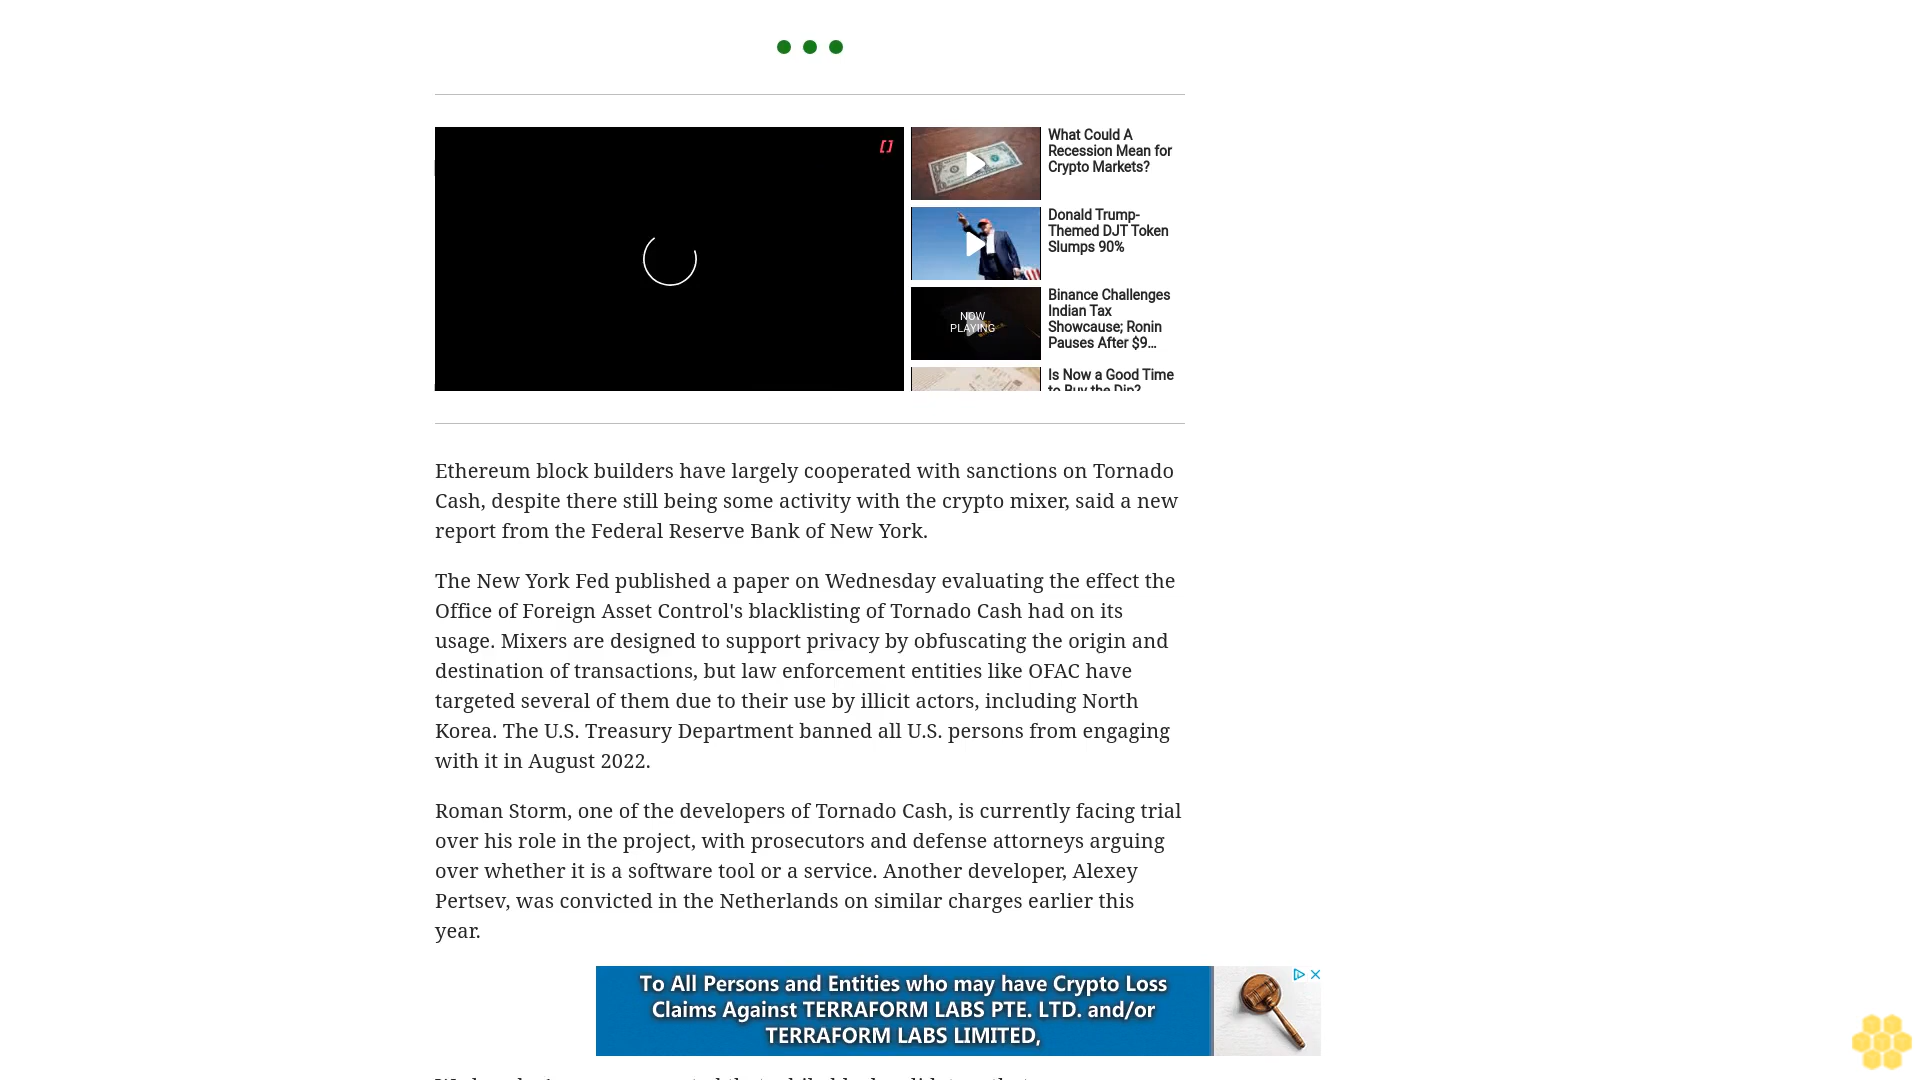 What Could A
Recession Mean for
Crypto Markets?
Donald Trump-
Themed DJT Token
Slumps 90%
NOW
PLAYING
Binance Challenges
Indian Tax
Showcause; Ronin
Pauses After $9...
Is Now a Good Time
to Buy the Dip?
Ethereum block builders have largely cooperated with sanctions on Tornado
Cash, despite there still being some activity with the crypto mixer, said a new
report from the Federal Reserve Bank of New York.
The New York Fed published a paper on Wednesday evaluating the effect the
Office of Foreign Asset Control's blacklisting of Tornado Cash had on its
usage. Mixers are designed to support privacy by obfuscating the origin and
destination of transactions, but law enforcement entities like OFAC have
targeted several of them due to their use by illicit actors, including North
Korea. The U.S. Treasury Department banned all U.S. persons from engaging
with it in August 2022.
Roman Storm, one of the developers of Tornado Cash, is currently facing trial
over his role in the project, with prosecutors and defense attorneys arguing
over whether it is a software tool or a service. Another developer, Alexey
Pertsev, was convicted in the Netherlands on similar charges earlier this
year.
To All Persons and Entities who may have Crypto Loss
Claims Against TERRAFORM LABS PTE. LTD. and/or
TERRAFORM LABS LIMITED,